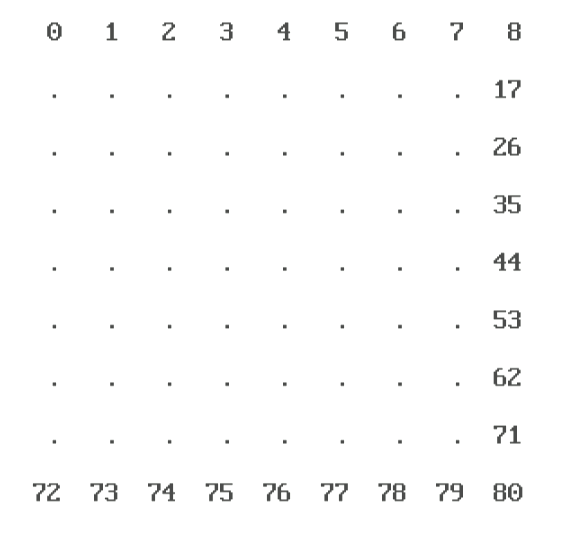 0 1 2 3 4 5 6 7 8
. . . . . . . . 17
. . . . . . . . 26
. . . . . . . . 35
. . . . . . . . 44
. . . . . . . . 53
. . . . . . . . 62
. . . . . . . . 71
72 73 74 75 76 77 78 79 80